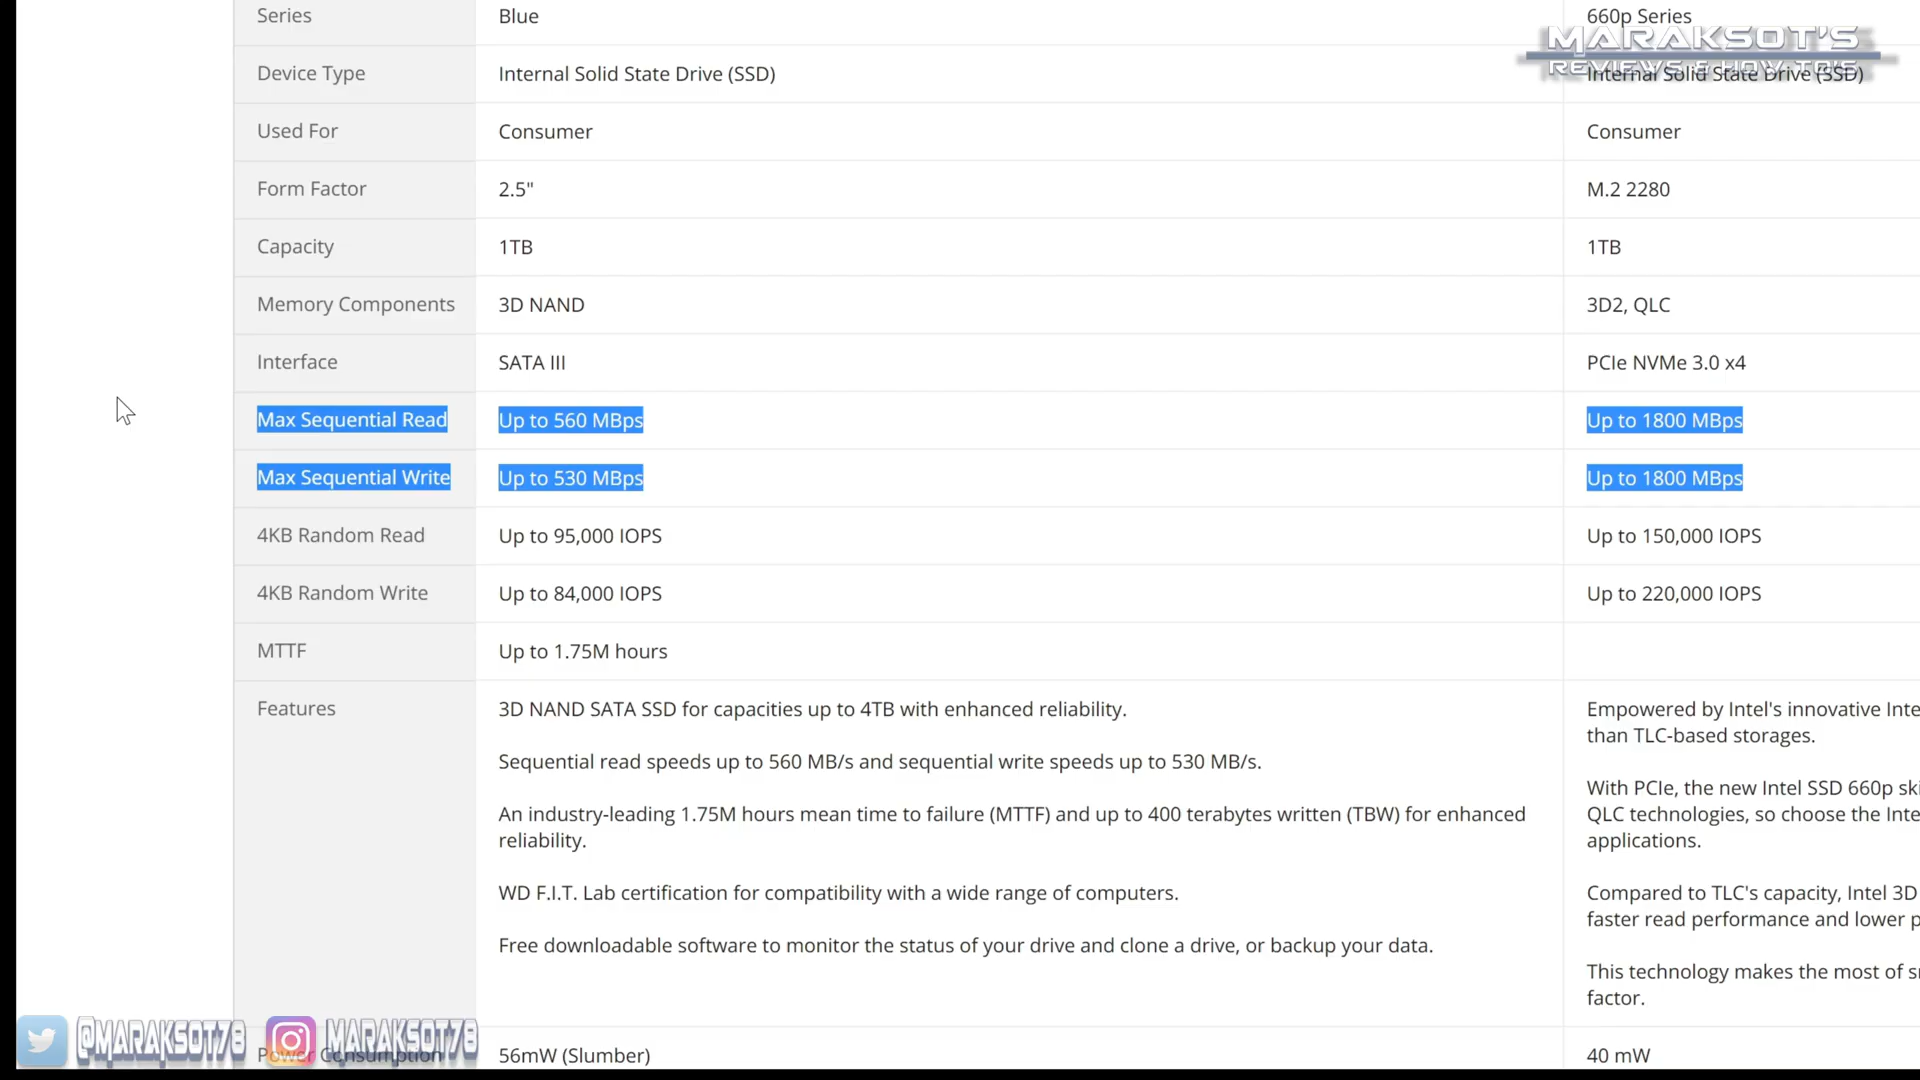 Series Blue 660p Series
MARAKSOT'S
REVIEWS & HOW TO'S
Device Type Internal Solid State Drive (SSD) Internal Solid State Drive (SSD)
Used For Consumer Consumer
Form Factor 2.5" M.2 2280
Capacity 1TB 1TB
Memory Components 3D NAND 3D2, QLC
Interface SATA III PCIe NVMe 3.0 x4
Max Sequential Read Up to 560 MBps Up to 1800 MBps
Max Sequential Write Up to 530 MBps Up to 1800 MBps
4KB Random Read Up to 95,000 IOPS Up to 150,000 IOPS
4KB Random Write Up to 84,000 IOPS Up to 220,000 IOPS
MTTF Up to 1.75M hours
Features 3D NAND SATA SSD for capacities up to 4TB with enhanced reliability.
Sequential read speeds up to 560 MB/s and sequential write speeds up to 530 MB/s.
An industry-leading 1.75M hours mean time to failure (MTTF) and up to 400 terabytes written (TBW) for enhanced
reliability.
WD F.I.T. Lab certification for compatibility with a wide range of computers.
Free downloadable software to monitor the status of your drive and clone a drive, or backup your data.
Empowered by Intel's innovative Inte
than TLC-based storages.
With PCIe, the new Intel SSD 660p ski
QLC technologies, so choose the Inte
applications.
Compared to TLC's capacity, Intel 3D
faster read performance and lower p
This technology makes the most of s
factor.
Power Consumption 56mW (Slumber) 40 mW
@MARAKSOT78 MARAKSOT78